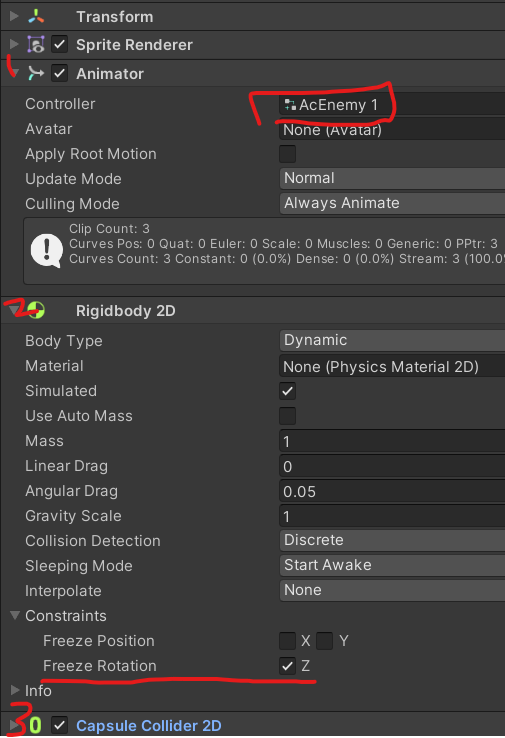 Transform
Sprite Renderer
1 Animator
Controller AcEnemy 1
Avatar None (Avatar)
Apply Root Motion
Update Mode Normal
Culling Mode Always Animate
Clip Count: 3
Curves Pos: 0 Quat: 0 Euler: 0 Scale: 0 Muscles: 0 Generic: 0 PPtr: 3
Curves Count: 3 Constant: 0 (0.0%) Dense: 0 (0.0%) Stream: 3 (100.0%
2 Rigidbody 2D
Body Type Dynamic
Material None (Physics Material 2D)
Simulated
Use Auto Mass
Mass 1
Linear Drag 0
Angular Drag 0.05
Gravity Scale 1
Collision Detection Discrete
Sleeping Mode Start Awake
Interpolate None
Constraints
Freeze Position X Y
Freeze Rotation Z
Info
3 Capsule Collider 2D